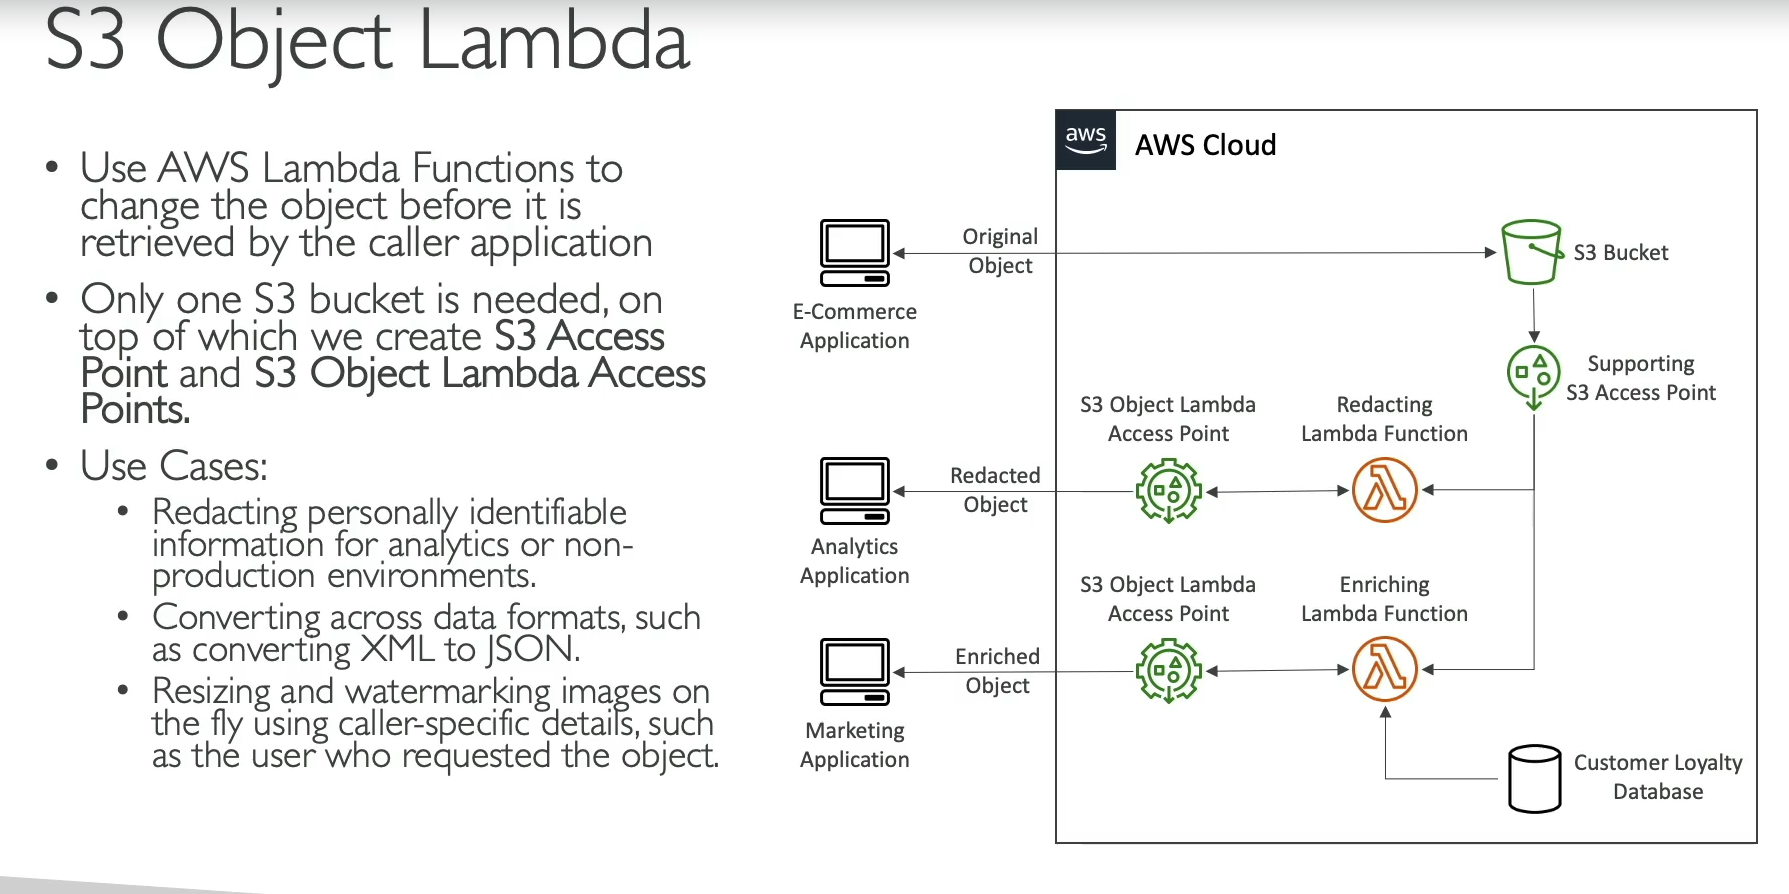 S3 Object Lambda
• Use AWS Lambda Functions to
change the object before it is
retrieved by the caller application
• Only one S3 bucket is needed, on
top of which we create S3 Access
Point and S3 Object Lambda Access
Points.
• Use Cases:
• Redacting personally identifiable
information for analytics or non-
production environments.
• Converting across data formats, such
as converting XML to JSON.
• Resizing and watermarking images on
the fly using caller-specific details, such
as the user who requested the object.
aws
AWS Cloud
Original
Object
E-Commerce
Application
S3 Bucket
Supporting
S3 Access Point
S3 Object Lambda
Access Point
Redacting
Lambda Function
Redacted
Object
Analytics
Application
S3 Object Lambda
Access Point
Enriching
Lambda Function
Enriched
Object
Marketing
Application
Customer Loyalty
Database